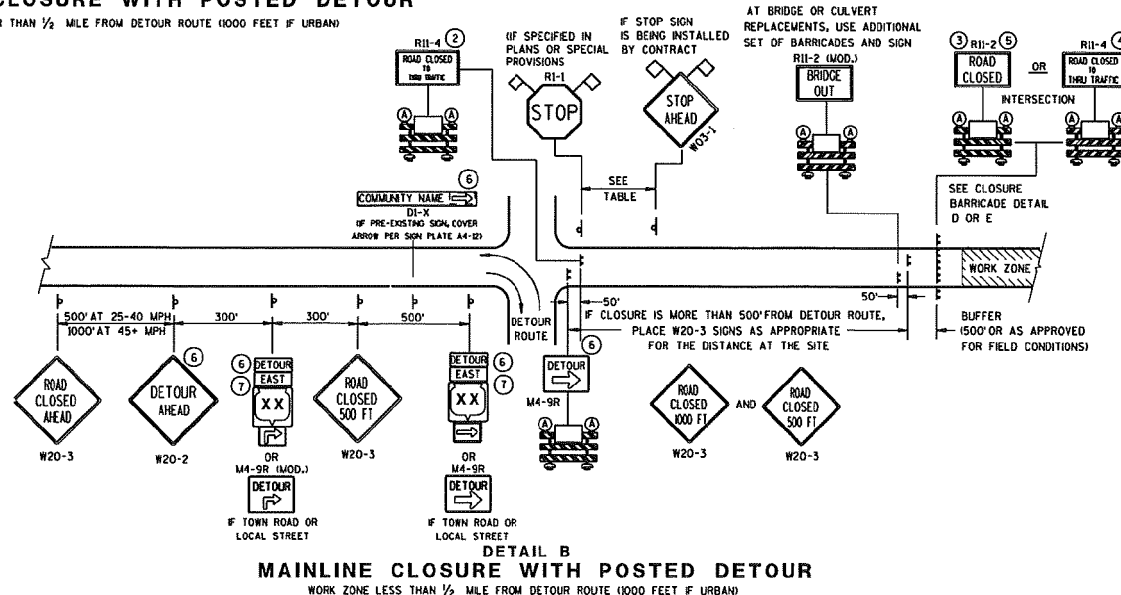 CLOSURE WITH POSTED DETOUR
THAN 1/2 MILE FROM DETOUR ROUTE (1000 FEET IF URBAN)
R11-4 2
ROAD CLOSED
TO
THRU TRAFFIC
A A
(IF SPECIFIED IN
PLANS OR SPECIAL
PROVISIONS
R1-1
STOP
IF STOP SIGN
IS BEING INSTALLED
BY CONTRACT
STOP
AHEAD
W03-1
SEE
TABLE
AT BRIDGE OR CULVERT
REPLACEMENTS, USE ADDITIONAL
SET OF BARRICADES AND SIGN
R11-2 (MOD.)
BRIDGE
OUT
A A
3 R11-2 5
ROAD
CLOSED
OR
R11-4 4
ROAD CLOSED
TO
THRU TRAFFIC
INTERSECTION
A A
A A
SEE CLOSURE
BARRICADE DETAIL
D OR E
6
COMMUNITY NAME
D1-X
(IF PRE-EXISTING SIGN, COVER
ARROW PER SIGN PLATE A4-12)
WORK ZONE
500' AT 25-40 MPH
1000' AT 45+ MPH
300'
300'
500'
DETOUR
ROUTE
50'
IF CLOSURE IS MORE THAN 500' FROM DETOUR ROUTE,
PLACE W20-3 SIGNS AS APPROPRIATE
FOR THE DISTANCE AT THE SITE
50'
BUFFER
(500' OR AS APPROVED
FOR FIELD CONDITIONS)
ROAD
CLOSED
AHEAD
W20-3
6
DETOUR
AHEAD
W20-2
6
7
DETOUR
EAST
XX
OR
M4-9R (MOD.)
DETOUR
IF TOWN ROAD OR
LOCAL STREET
ROAD
CLOSED
500 FT
W20-3
DETOUR
EAST
XX
6
7
OR
M4-9R
DETOUR
IF TOWN ROAD OR
LOCAL STREET
6
DETOUR
M4-9R
A A
ROAD
CLOSED
1000 FT
W20-3
AND
ROAD
CLOSED
500 FT
W20-3
DETAIL B
MAINLINE CLOSURE WITH POSTED DETOUR
WORK ZONE LESS THAN 1/2 MILE FROM DETOUR ROUTE (1000 FEET IF URBAN)